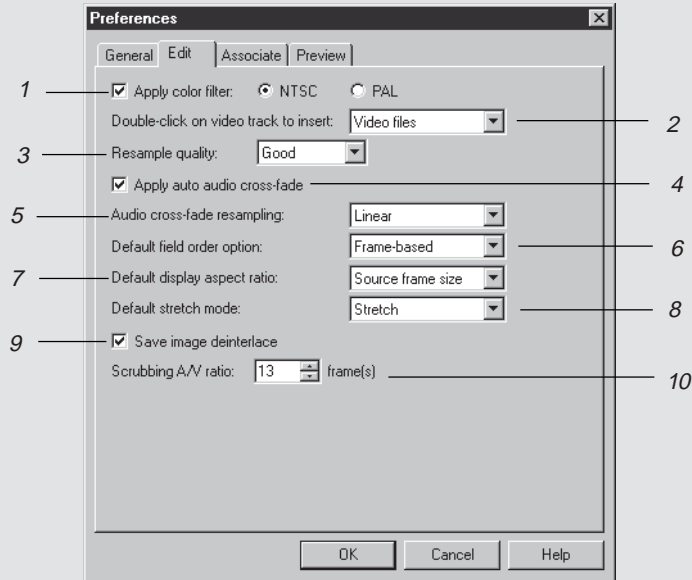 Preferences
General Edit Associate Preview
1 Apply color filter: NTSC PAL
Double-click on video track to insert: Video files 2
3 Resample quality: Good
Apply auto audio cross-fade 4
5 Audio cross-fade resampling: Linear
Default field order option: Frame-based 6
7 Default display aspect ratio: Source frame size
Default stretch mode: Stretch 8
9 Save image deinterlace
Scrubbing A/V ratio: 13 frame(s) 10
OK Cancel Help